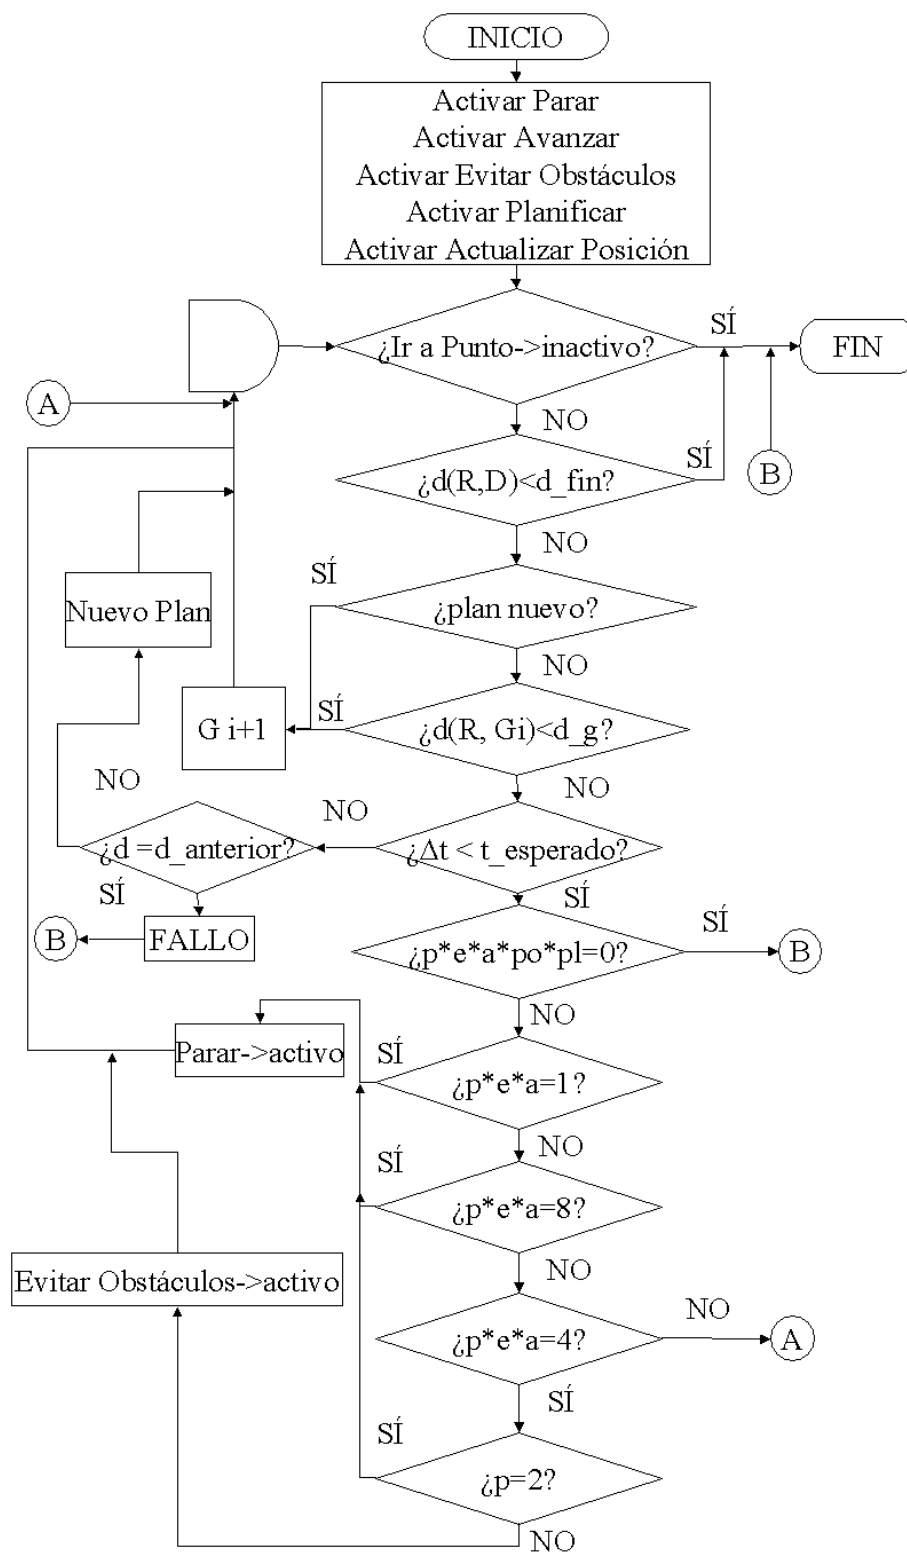 INICIO
Activar Parar
Activar Avanzar
Activar Evitar Obstáculos
Activar Planificar
Activar Actualizar Posición
SÍ
¿Ir a Punto->inactivo?
FIN
A
NO
SÍ
¿d(R,D)<d_fin?
B
NO
SÍ
Nuevo Plan
¿plan nuevo?
NO
SÍ
G i+1
¿d(R, Gi)<d_g?
NO
NO
NO
¿d =d_anterior?
¿Δt < t_esperado?
SÍ
SÍ
SÍ
B
FALLO
¿p*e*a*po*pl=0?
B
NO
Parar->activo
SÍ
¿p*e*a=1?
NO
SÍ
¿p*e*a=8?
NO
Evitar Obstáculos->activo
NO
¿p*e*a=4?
A
SÍ
SÍ
¿p=2?
NO